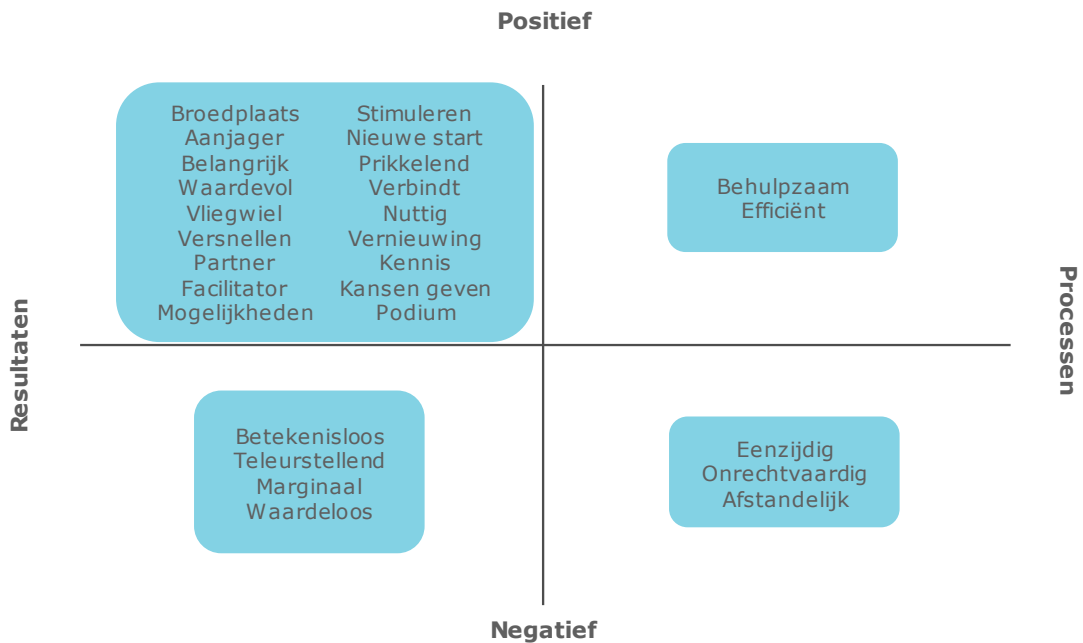 Positief
Broedplaats
Aanjager
Belangrijk
Waardevol
Vliegwiel
Versnellen
Partner
Facilitator
Mogelijkheden
Stimuleren
Nieuwe start
Prikkelend
Verbindt
Nuttig
Vernieuwing
Kennis
Kansen geven
Podium
Behulpzaam
Efficiënt
Resultaten
Processen
Betekenisloos
Teleurstellend
Marginaal
Waardeloos
Eenzijdig
Onrechtvaardig
Afstandelijk
Negatief